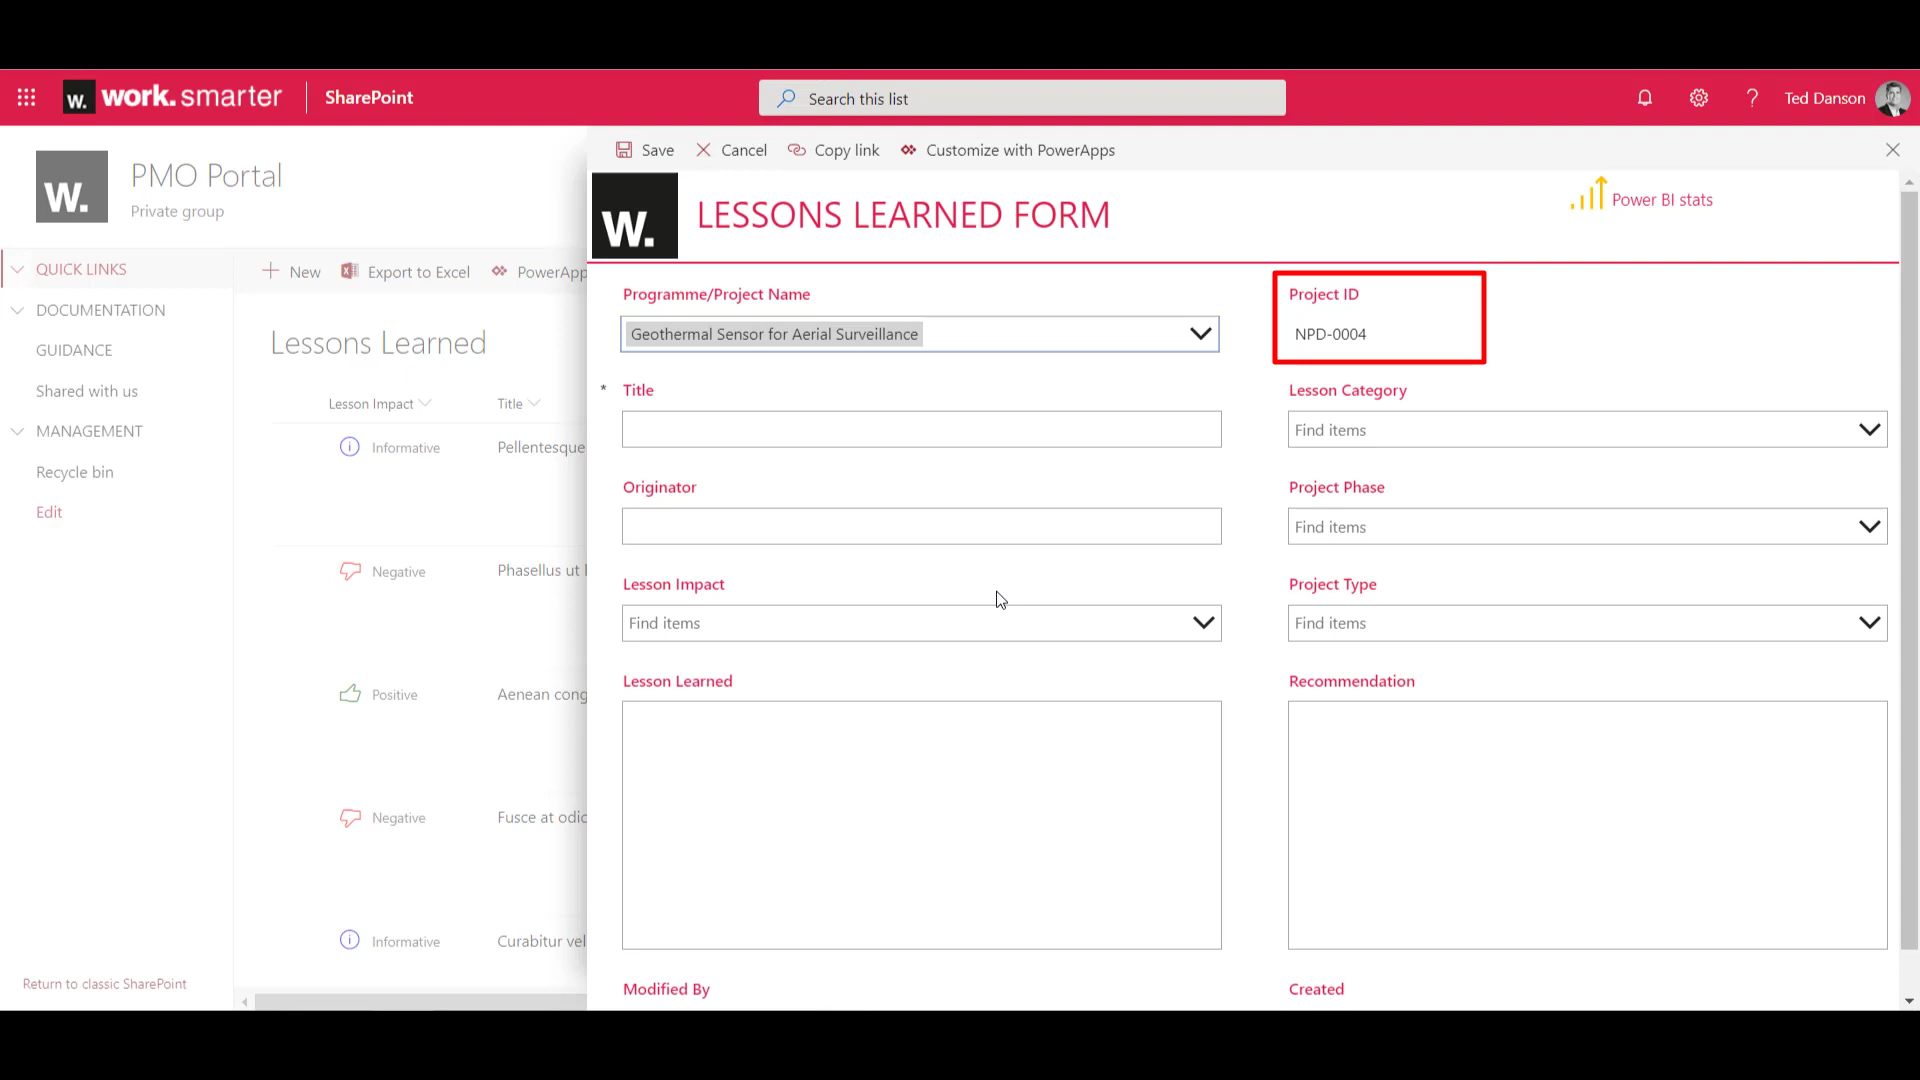 W. work. smarter
SharePoint
Search this list
Ted Danson
W.
PMO Portal
Private group
QUICK LINKS
DOCUMENTATION
GUIDANCE
Shared with us
MANAGEMENT
Recycle bin
Edit
Return to classic SharePoint
New
Export to Excel
PowerApp
Lessons Learned
Lesson Impact
Title
Informative
Pellentesque
Negative
Phasellus ut
Positive
Aenean cong
Negative
Fusce at odio
Informative
Curabitur vel
Save
Cancel
Copy link
Customize with PowerApps
W.
LESSONS LEARNED FORM
Power BI stats
Programme/Project Name
Geothermal Sensor for Aerial Surveillance
Project ID
NPD-0004
* Title
Lesson Category
Find items
Originator
Project Phase
Find items
Lesson Impact
Find items
Project Type
Find items
Lesson Learned
Recommendation
Modified By
Created